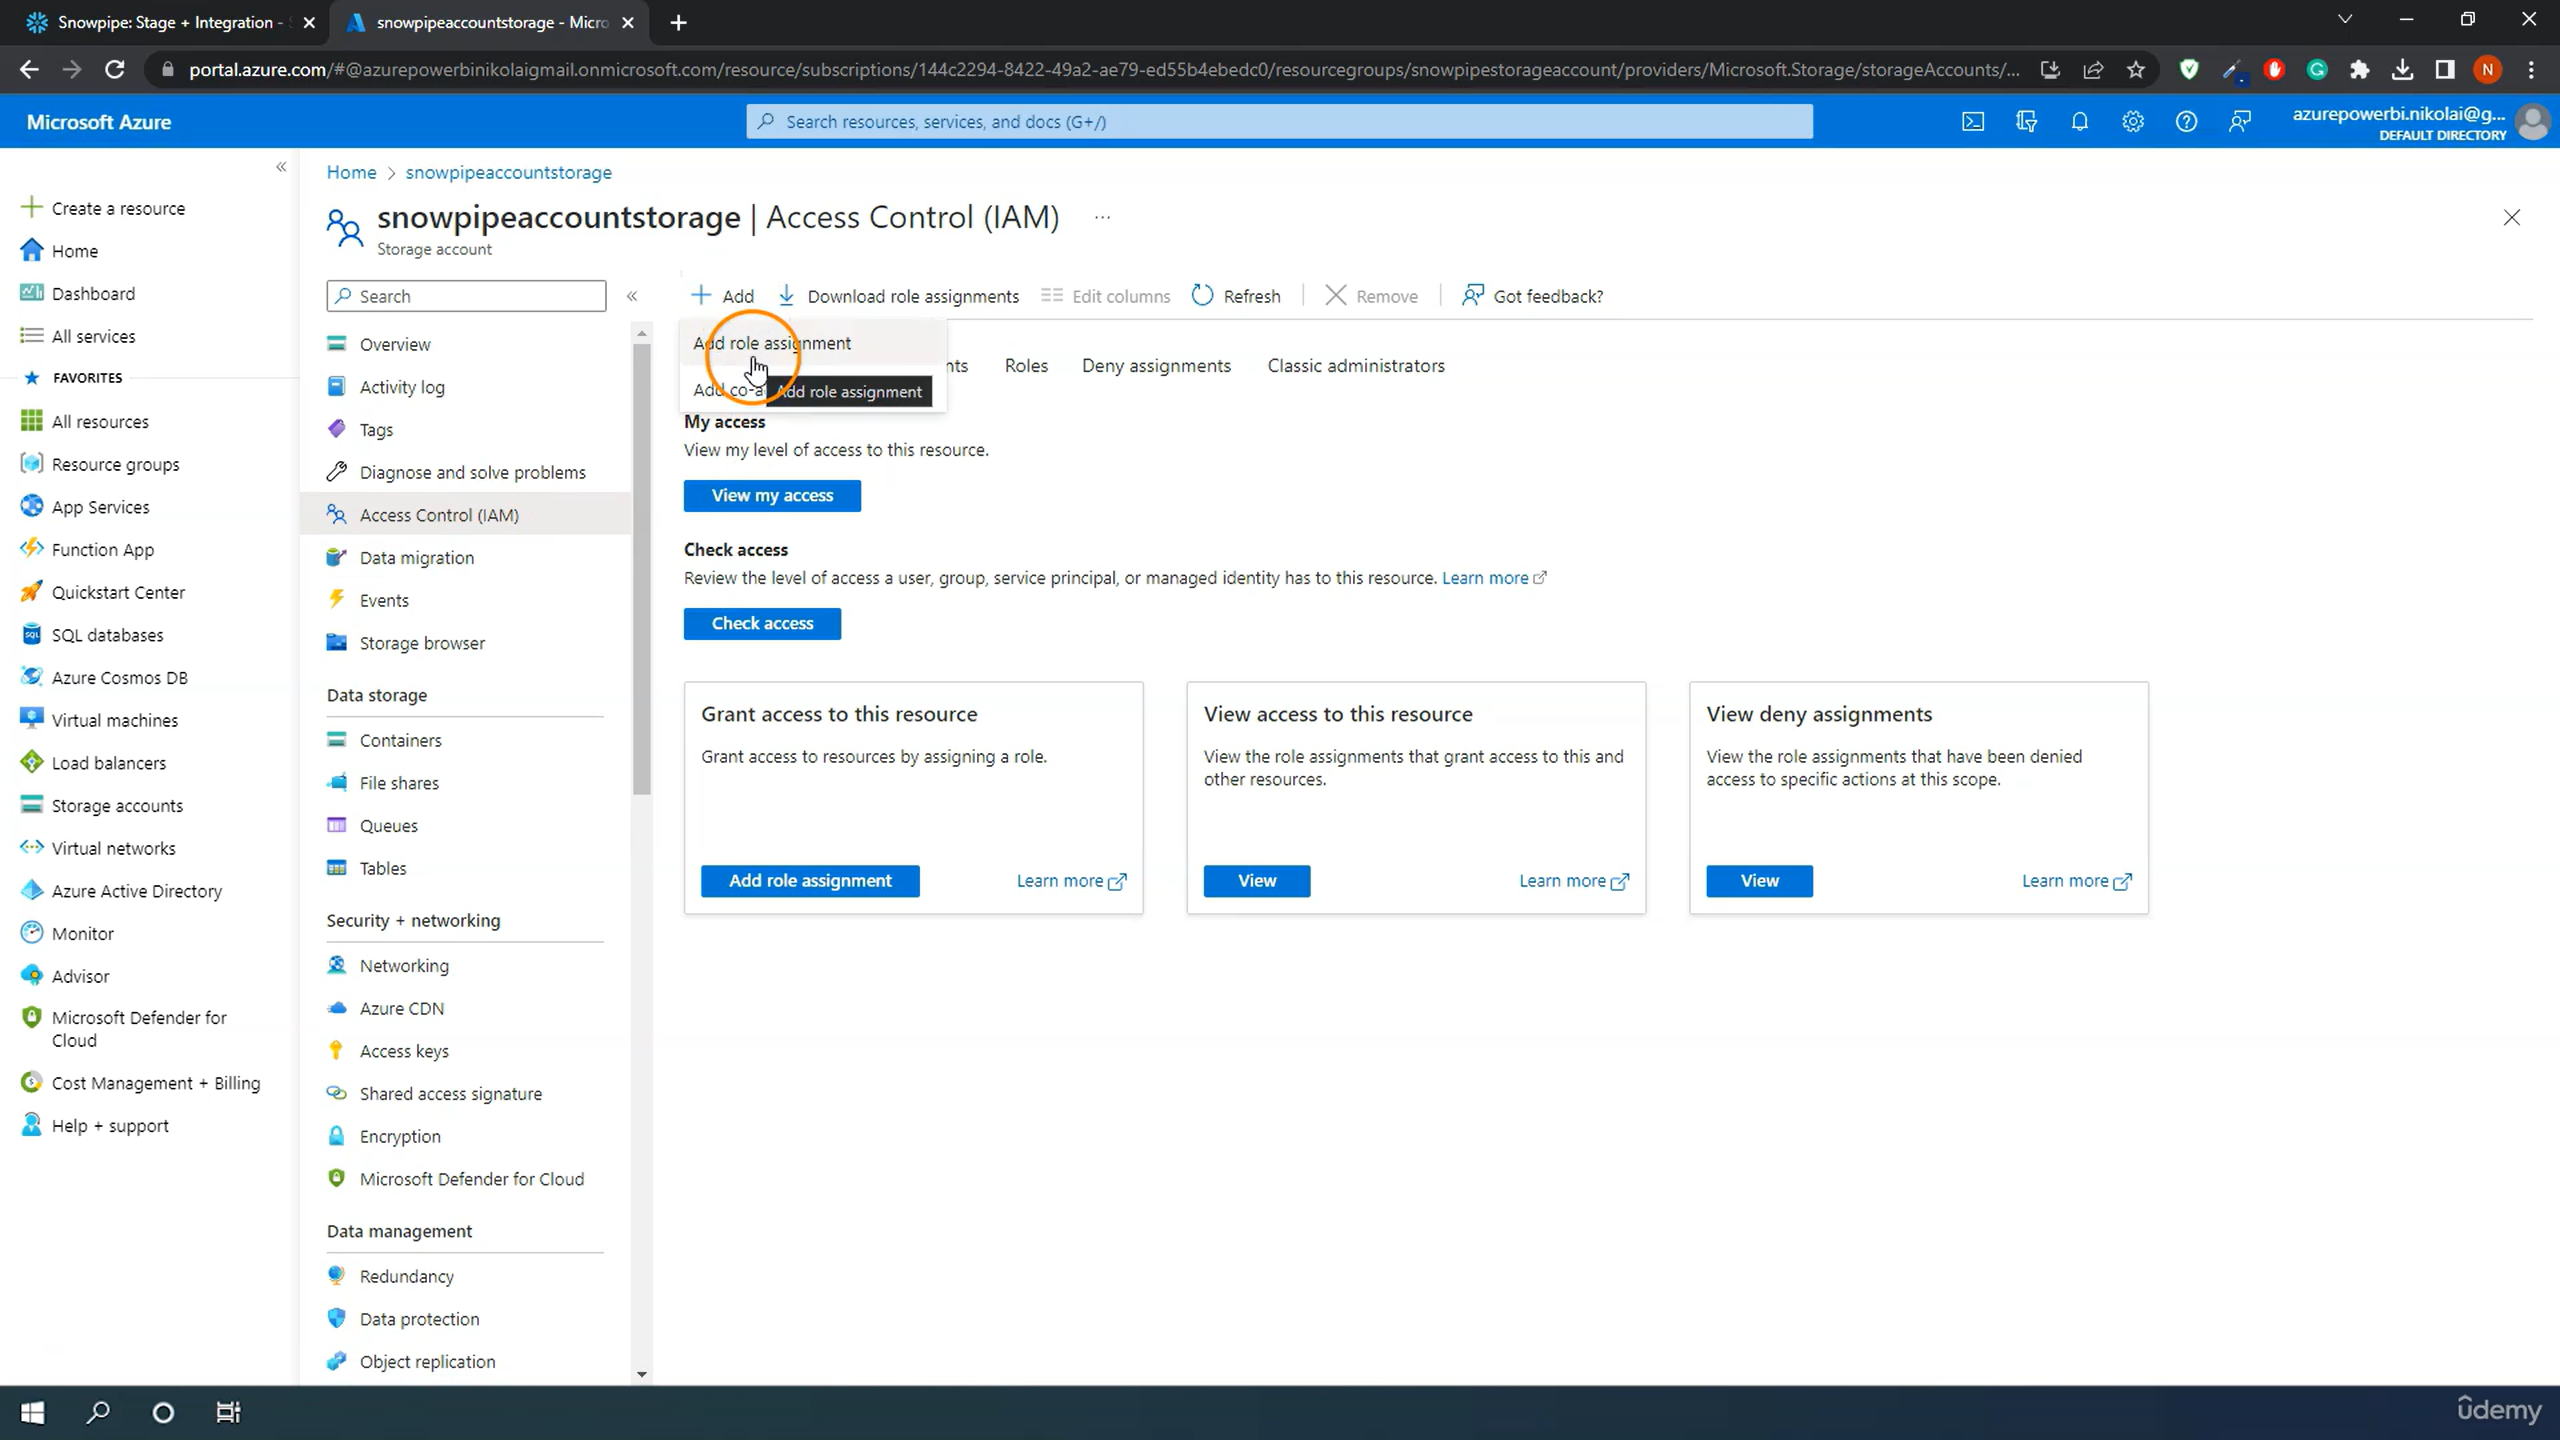 Snowpipe: Stage + Integration -
snowpipeaccountstorage - Micro
portal.azure.com/#@azurepowerbinikolaigmail.onmicrosoft.com/resource/subscriptions/144c2294-8422-49a2-ae79-ed55b4ebedc0/resourcegroups/snowpipestorageaccount/providers/Microsoft.Storage/storageAccounts/...
N
Microsoft Azure
Search resources, services, and docs (G+/)
azurepowerbi.nikolai@g...
DEFAULT DIRECTORY
Home > snowpipeaccountstorage
snowpipeaccountstorage | Access Control (IAM) ...
Storage account
Create a resource
Home
Dashboard
All services
FAVORITES
All resources
Resource groups
App Services
Function App
Quickstart Center
SQL databases
Azure Cosmos DB
Virtual machines
Load balancers
Storage accounts
Virtual networks
Azure Active Directory
Monitor
Advisor
Microsoft Defender for
Cloud
Cost Management + Billing
Help + support
Search
Overview
Activity log
Tags
Diagnose and solve problems
Access Control (IAM)
Data migration
Events
Storage browser
Data storage
Containers
File shares
Queues
Tables
Security + networking
Networking
Azure CDN
Access keys
Shared access signature
Encryption
Microsoft Defender for Cloud
Data management
Redundancy
Data protection
Object replication
Add Download role assignments Edit columns Refresh Remove Got feedback?
Add role assignment
Roles Deny assignments Classic administrators
Add role assignment
My access
View my level of access to this resource.
View my access
Check access
Review the level of access a user, group, service principal, or managed identity has to this resource. Learn more
Check access
Grant access to this resource
Grant access to resources by assigning a role.
Add role assignment Learn more
View access to this resource
View the role assignments that grant access to this and
other resources.
View Learn more
View deny assignments
View the role assignments that have been denied
access to specific actions at this scope.
View Learn more
ûdemy